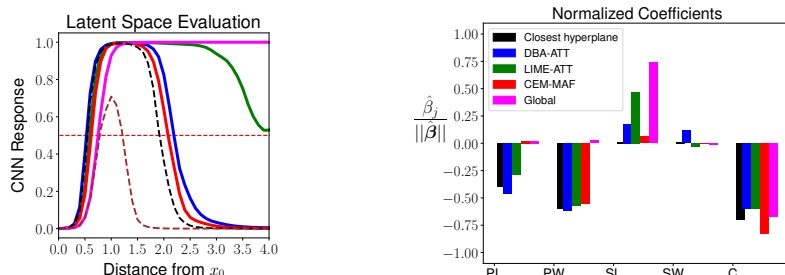 Latent Space Evaluation
CNN Response
1.0
0.8
0.6
0.4
0.2
0.0
0.0 0.5 1.0 1.5 2.0 2.5 3.0 3.5 4.0
Distance from x₀
Normalized Coefficients
β̂ⱼ
||β̂||
1.00
0.75
0.50
0.25
0.00
−0.25
−0.50
−0.75
−1.00
Closest hyperplane
DBA-ATT
LIME-ATT
CEM-MAF
Global
PL PW SL SW C